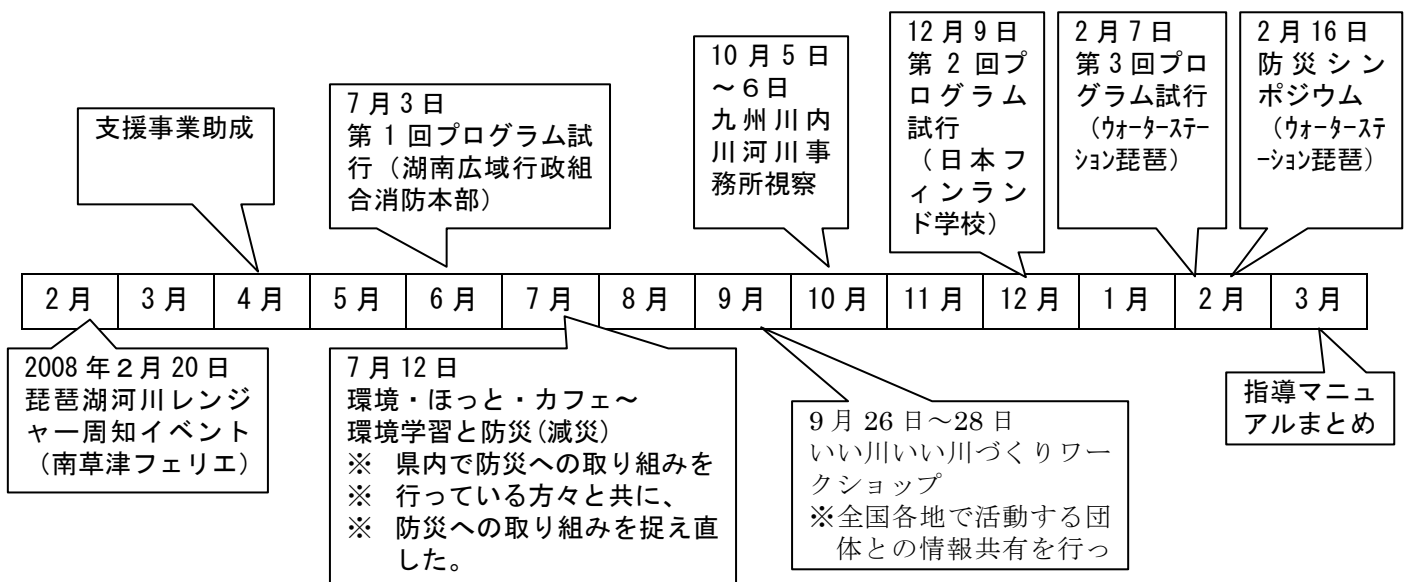 支援事業助成
7月3日
第1回プログラム試
行（湖南広域行政組
合消防本部）
10月5日
～6日
九州川内
川河川事
務所視察
12月9日
第2回プ
ログラム
試行
（日本フ
ィンラン
ド学校）
2月7日
第3回プロ
グラム試行
（ｳｫｰﾀｰｽﾃｰ
ｼｮﾝ琵琶）
2月16日
防災シン
ポジウム
（ｳｫｰﾀｰｽﾃ
ｰｼｮﾝ琵琶）
2月 3月 4月 5月 6月 7月 8月 9月 10月 11月 12月 1月 2月 3月
2008年２月20日
琵琶湖河川レンジ
ャー周知イベント
（南草津フェリエ）
7月12日
環境・ほっと・カフェ～
環境学習と防災(減災)
※ 県内で防災への取り組みを
※ 行っている方々と共に、
※ 防災への取り組みを捉え直
した。
9月26日～28日
いい川いい川づくりワー
クショップ
※全国各地で活動する団
体との情報共有を行っ
指導マニュ
アルまとめ